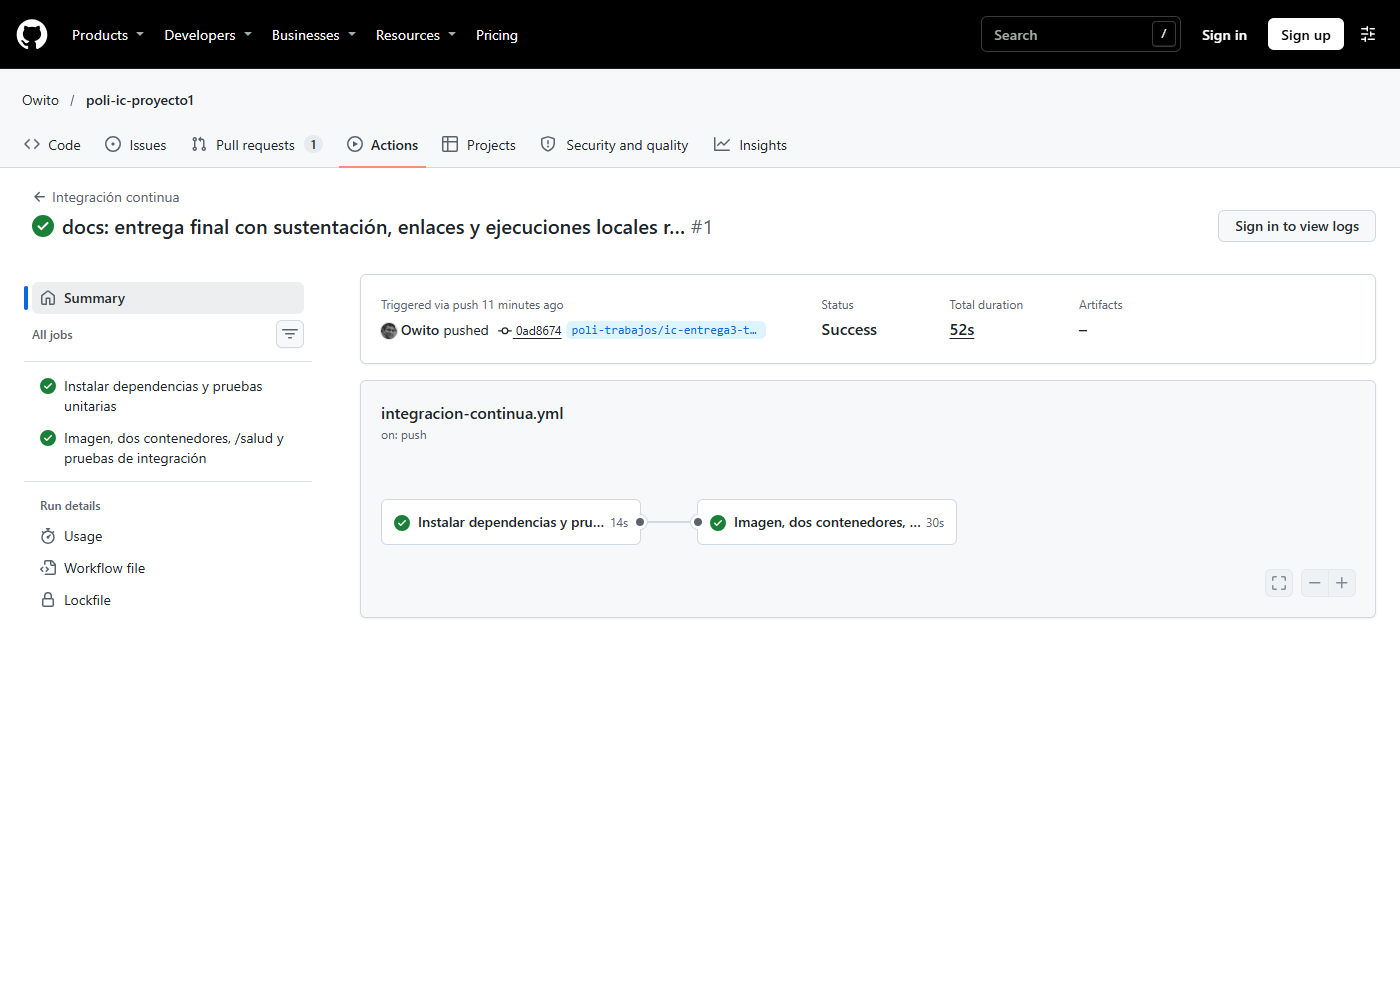 Products Developers Businesses Resources Pricing Search / Sign in Sign up
Owito / poli-ic-proyecto1
Code Issues Pull requests 1 Actions Projects Security and quality Insights
Integración continua
docs: entrega final con sustentación, enlaces y ejecuciones locales r... #1
Sign in to view logs
Summary
All jobs
Instalar dependencias y pruebas
unitarias
Imagen, dos contenedores, /salud y
pruebas de integración
Run details
Usage
Workflow file
Lockfile
Triggered via push 11 minutes ago
Owito pushed 0ad8674 poli-trabajos/ic-entrega3-t...
Status
Success
Total duration
52s
Artifacts
–
integracion-continua.yml
on: push
Instalar dependencias y pru... 14s
Imagen, dos contenedores, ... 30s